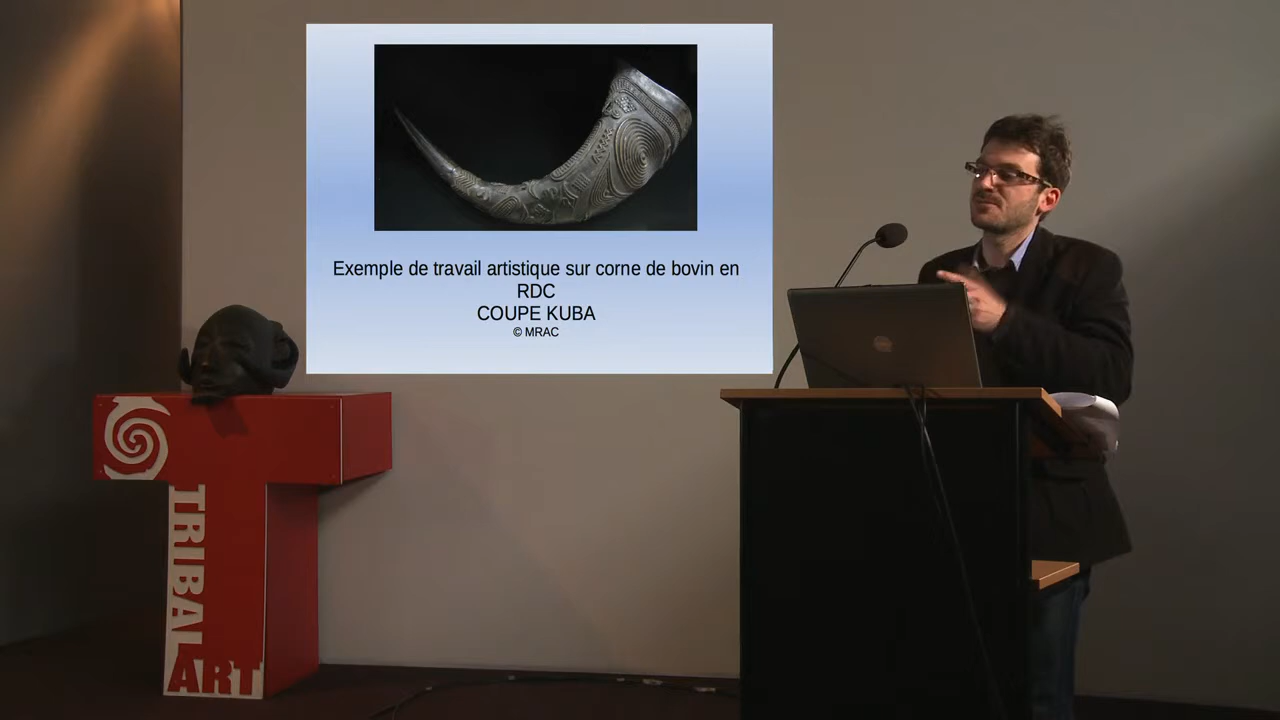 Exemple de travail artistique sur corne de bovin en
RDC
COUPE KUBA
© MRAC
TRIBAL
ART